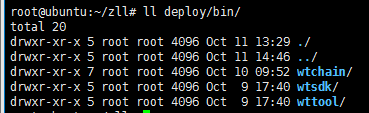 root@ubuntu:~/zll# ll deploy/bin/
total 20
drwxr-xr-x 5 root root 4096 Oct 11 13:29 ./
drwxr-xr-x 5 root root 4096 Oct 11 14:46 ../
drwxr-xr-x 7 root root 4096 Oct 10 09:52 wtchain/
drwxr-xr-x 5 root root 4096 Oct  9 17:40 wtsdk/
drwxr-xr-x 5 root root 4096 Oct  9 17:40 wttool/